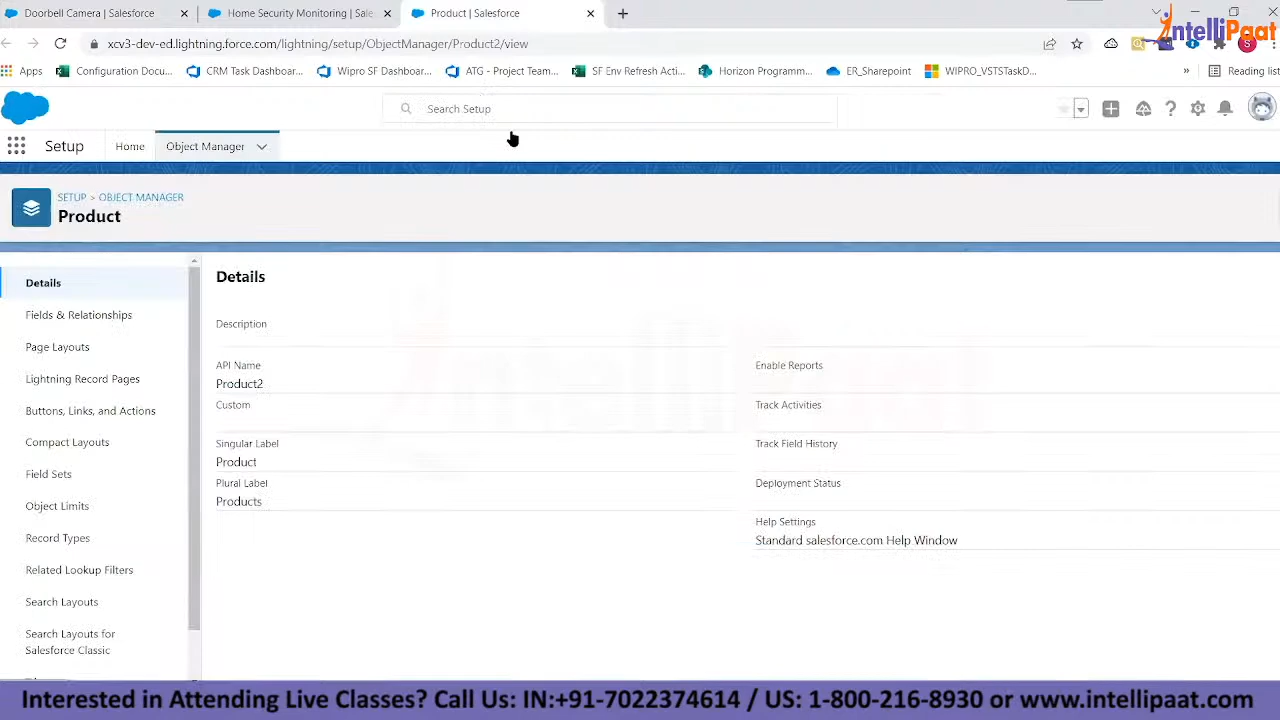 Doorbell Camera | Salesforce
Home Security Monitoring | Sale
Product | Salesforce
IntelliPaat
xcv3-dev-ed.lightning.force.com/lightning/setup/ObjectManager/Product2/view
Apps
Configuration Docu...
CRM Task Dashboar...
Wipro SF Dashboar...
ATG - Project Team...
SF Env Refresh Acti...
Horizon Programm...
ER_Sharepoint
WIPRO_VSTSTaskD...
»
Reading list
Search Setup
Setup
Home
Object Manager
SETUP > OBJECT MANAGER
Product
Details
Fields & Relationships
Page Layouts
Lightning Record Pages
Buttons, Links, and Actions
Compact Layouts
Field Sets
Object Limits
Record Types
Related Lookup Filters
Search Layouts
Search Layouts for
Salesforce Classic
Details
Description
API Name
Product2
Custom
Singular Label
Product
Plural Label
Products
Enable Reports
Track Activities
Track Field History
Deployment Status
Help Settings
Standard salesforce.com Help Window
Interested in Attending Live Classes? Call Us: IN:+91-7022374614 / US: 1-800-216-8930 or www.intellipaat.com